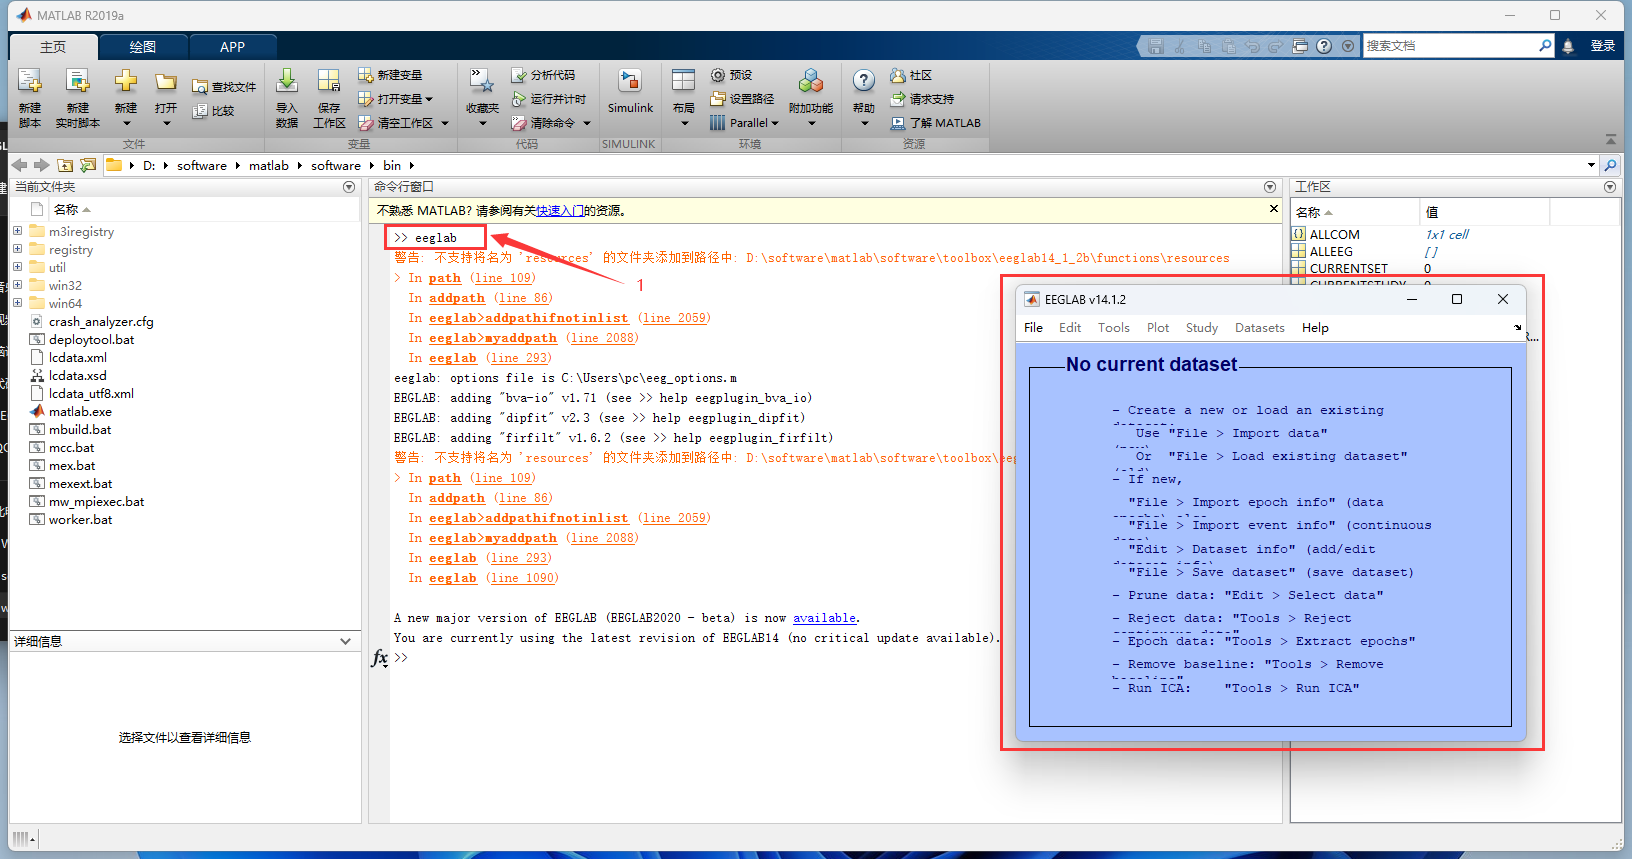 MATLAB R2019a
主页 绘图 APP
搜索文档 登录
新建脚本 新建实时脚本 新建 打开 查找文件 比较
导入数据 保存工作区 新建变量 打开变量 清空工作区
收藏夹 分析代码 运行并计时 清除命令
Simulink
布局 预设 设置路径 Parallel 附加功能
帮助 社区 请求支持 了解 MATLAB
文件 变量 代码 SIMULINK 环境 资源
D: software matlab software bin
当前文件夹
名称
m3iregistry
registry
util
win32
win64
crash_analyzer.cfg
deploytool.bat
lcdata.xml
lcdata.xsd
lcdata_utf8.xml
matlab.exe
mbuild.bat
mcc.bat
mex.bat
mexext.bat
mw_mpiexec.bat
worker.bat
详细信息
选择文件以查看详细信息
命令行窗口
不熟悉 MATLAB? 请参阅有关快速入门的资源。
>> eeglab
1
警告: 不支持将名为 'resources' 的文件夹添加到路径中: D:\software\matlab\software\toolbox\eeglab14_1_2b\functions\resources
> In path (line 109)
In addpath (line 86)
In eeglab>addpathifnotinlist (line 2059)
In eeglab>myaddpath (line 2088)
In eeglab (line 293)
eeglab: options file is C:\Users\pc\eeg_options.m
EEGLAB: adding "bva-io" v1.71 (see >> help eegplugin_bva_io)
EEGLAB: adding "dipfit" v2.3 (see >> help eegplugin_dipfit)
EEGLAB: adding "firfilt" v1.6.2 (see >> help eegplugin_firfilt)
警告: 不支持将名为 'resources' 的文件夹添加到路径中: D:\software\matlab\software\toolbox\ee
> In path (line 109)
In addpath (line 86)
In eeglab>addpathifnotinlist (line 2059)
In eeglab>myaddpath (line 2088)
In eeglab (line 293)
In eeglab (line 1090)
A new major version of EEGLAB (EEGLAB2020 - beta) is now available.
You are currently using the latest revision of EEGLAB14 (no critical update available).
fx >>
工作区
名称 值
ALLCOM 1x1 cell
ALLEEG []
CURRENTSET 0
CURRENTSTUDY 0
R...
EEGLAB v14.1.2
File Edit Tools Plot Study Datasets Help
No current dataset
- Create a new or load an existing
dataset:
Use "File > Import data"
(new)
Or "File > Load existing dataset"
(old)
- If new,
"File > Import epoch info" (data
epochs) else
"File > Import event info" (continuous
data)
"Edit > Dataset info" (add/edit
dataset info)
"File > Save dataset" (save dataset)
- Prune data: "Edit > Select data"
- Reject data: "Tools > Reject
continuous data"
- Epoch data: "Tools > Extract epochs"
- Remove baseline: "Tools > Remove
baseline"
- Run ICA: "Tools > Run ICA"